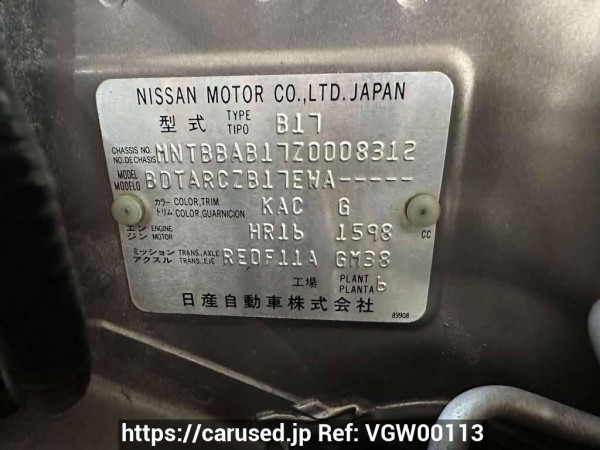 NISSAN MOTOR CO.,LTD. JAPAN
型式 TYPE TIPO B17
CHASSIS NO. NO.DE CHASIS MNTBBAB17Z0008312
MODEL MODELO BDTARCZB17EWA-----
カラー COLOR,TRIM トリム COLOR,GUARNICION KAC G
エンジン ENGINE MOTOR HR16 1598 CC
ミッション TRANS.,AXLE アクスル TRANS.,EJE RE0F11A GM38
工場 PLANT PLANTA 6
日産自動車株式会社
89908
https://carused.jp Ref: VGW00113